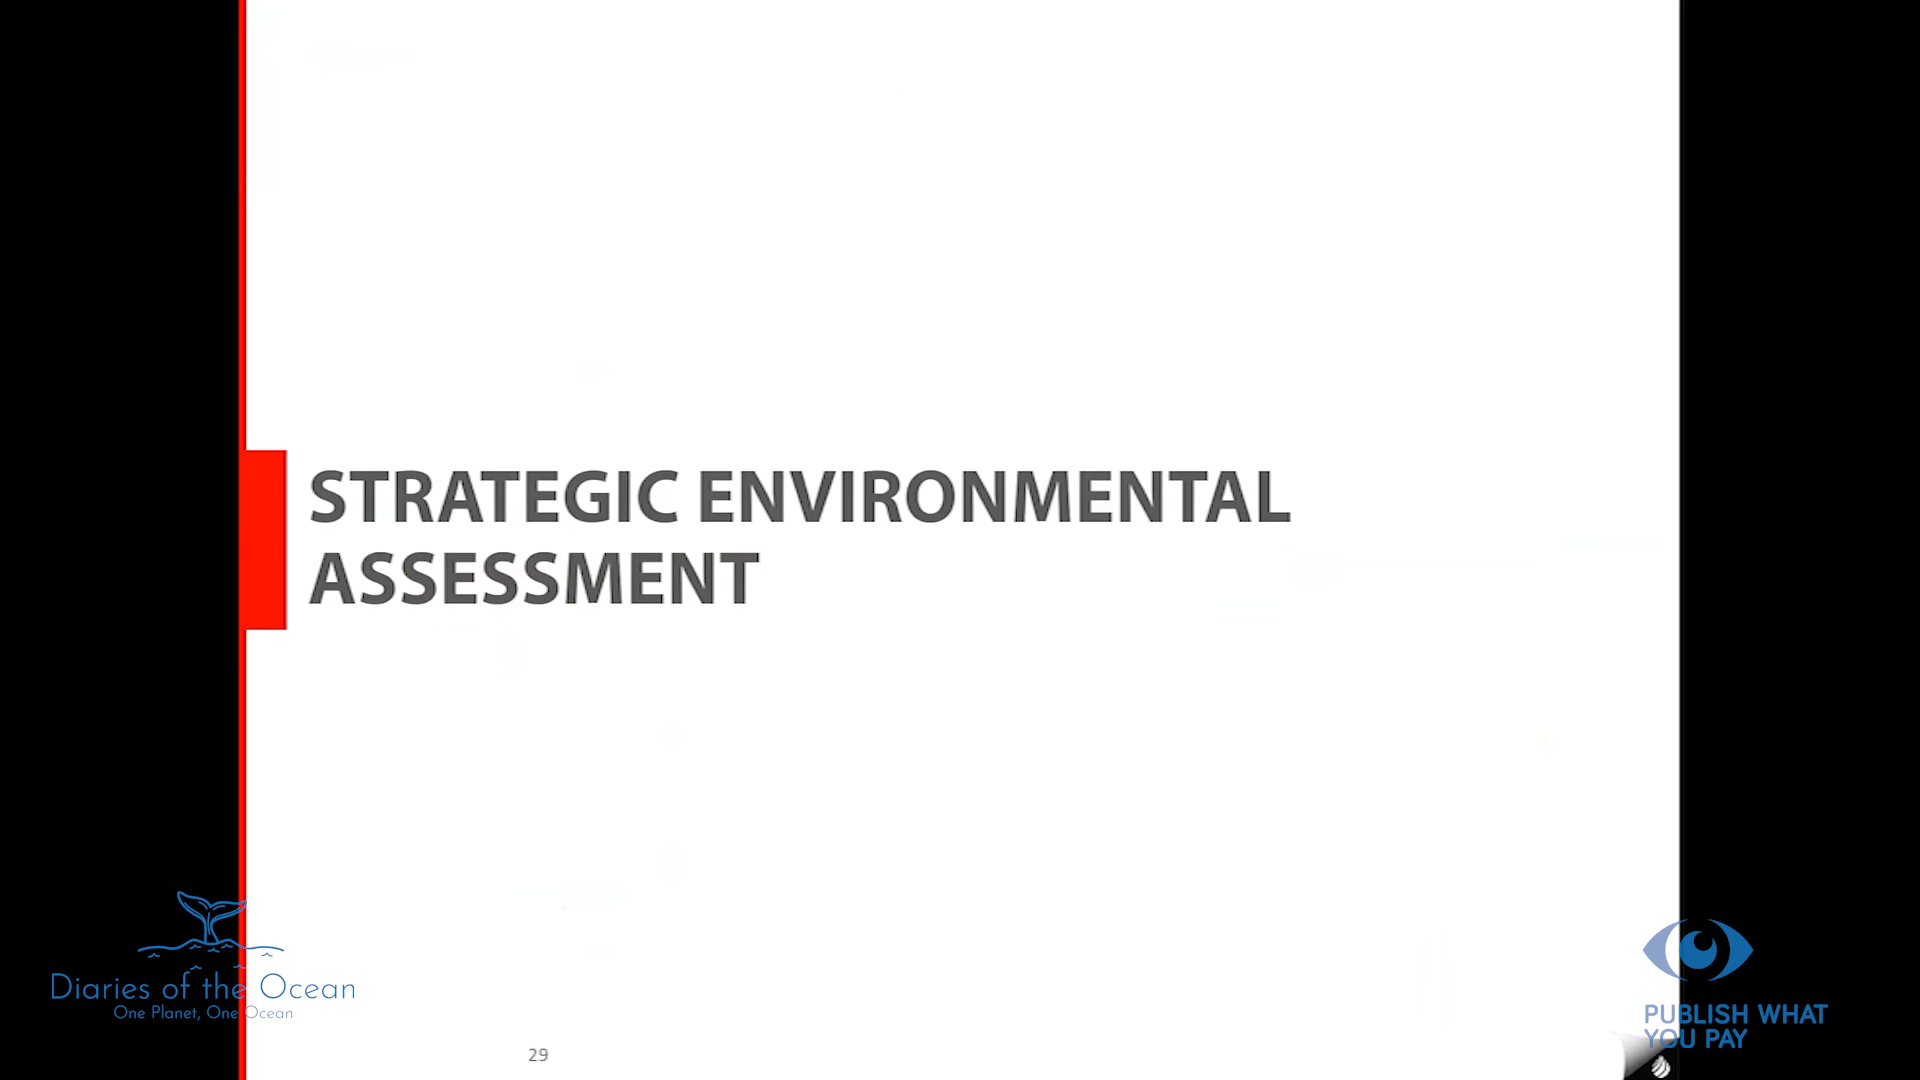 STRATEGIC ENVIRONMENTAL
ASSESSMENT
Diaries of the Ocean
One Planet, One Ocean
PUBLISH WHAT
YOU PAY
29